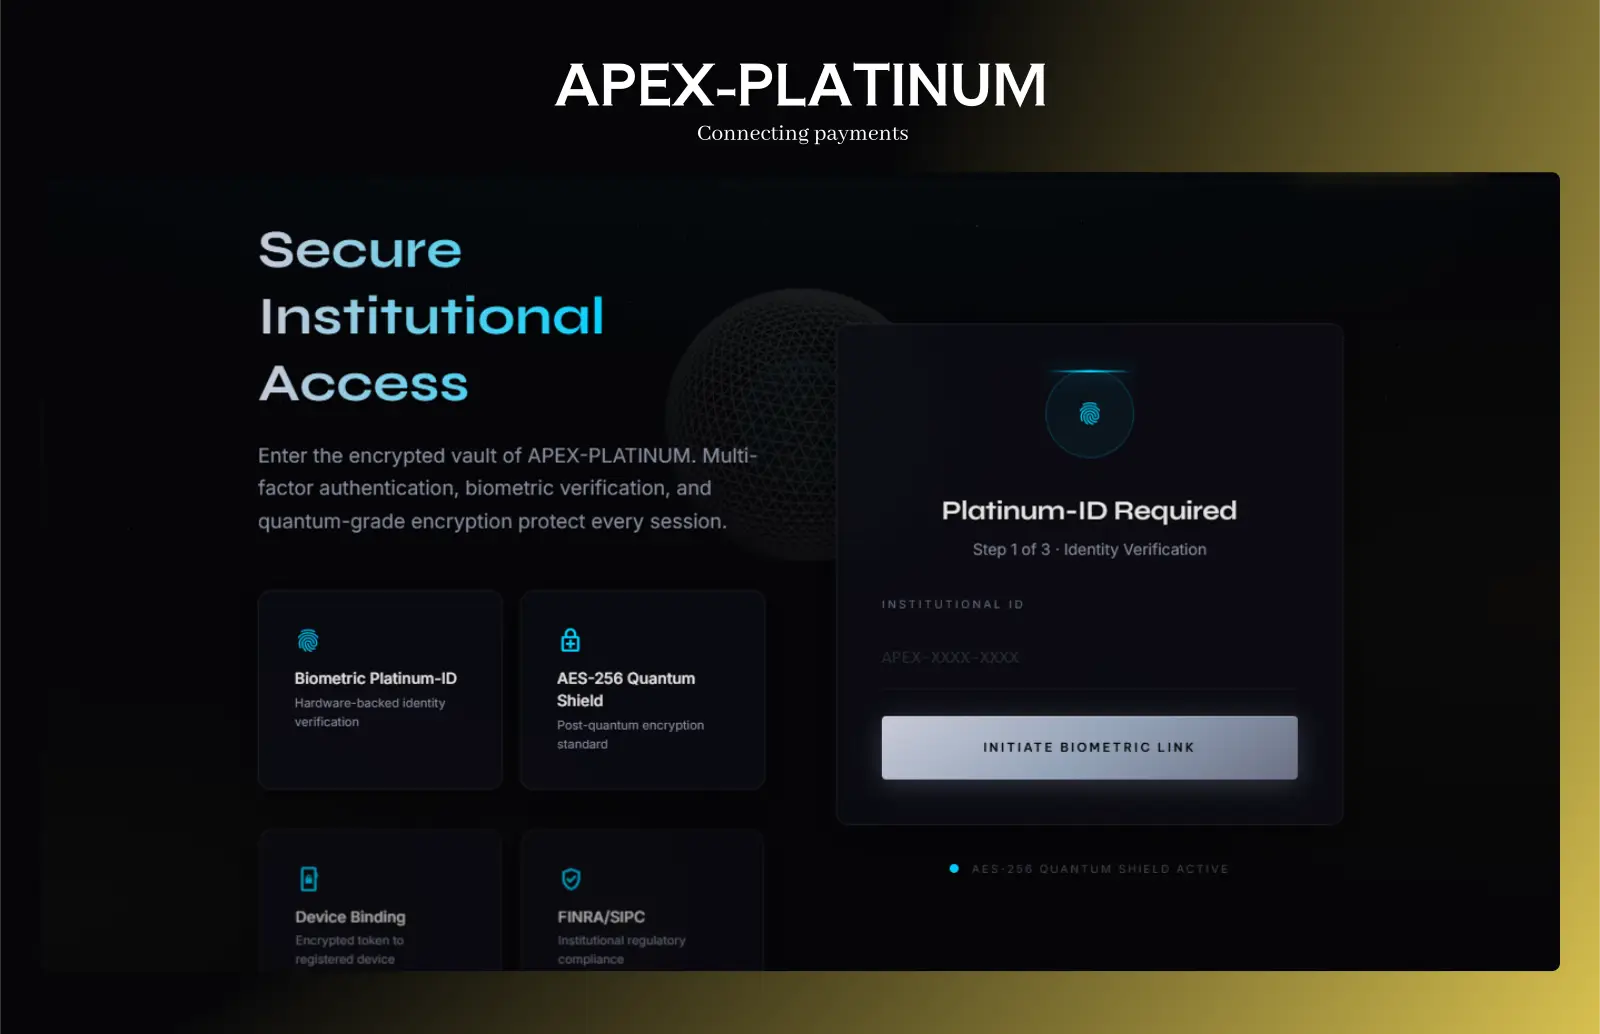 APEX-PLATINUM
Connecting payments
Secure
Institutional
Access
Enter the encrypted vault of APEX-PLATINUM. Multi-
factor authentication, biometric verification, and
quantum-grade encryption protect every session.
Biometric Platinum-ID
Hardware-backed identity
verification
AES-256 Quantum
Shield
Post-quantum encryption
standard
Device Binding
Encrypted token to
registered device
FINRA/SIPC
Institutional regulatory
compliance
Platinum-ID Required
Step 1 of 3 · Identity Verification
INSTITUTIONAL ID
APEX-XXXX-XXXX
INITIATE BIOMETRIC LINK
AES-256 QUANTUM SHIELD ACTIVE